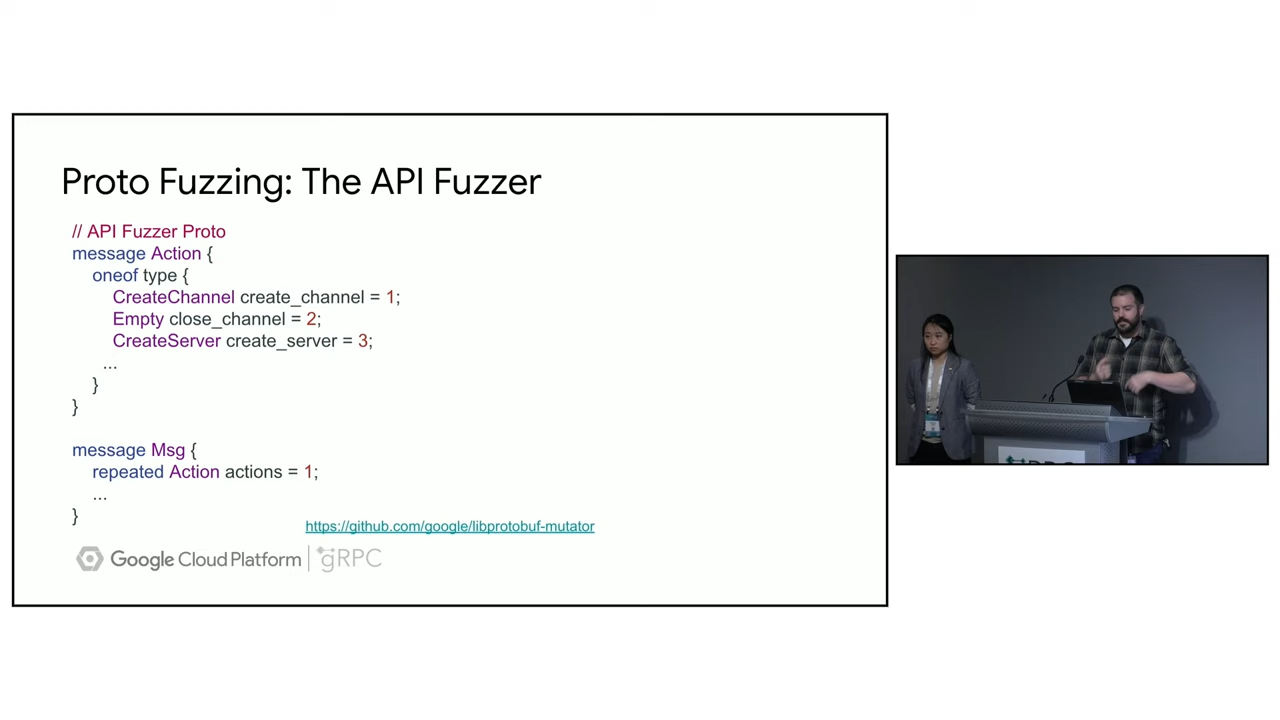 Proto Fuzzing: The API Fuzzer
// API Fuzzer Proto
message Action {
oneof type {
CreateChannel create_channel = 1;
Empty close_channel = 2;
CreateServer create_server = 3;
...
}
}
message Msg {
repeated Action actions = 1;
...
}
https://github.com/google/libprotobuf-mutator
Google Cloud Platform | gRPC